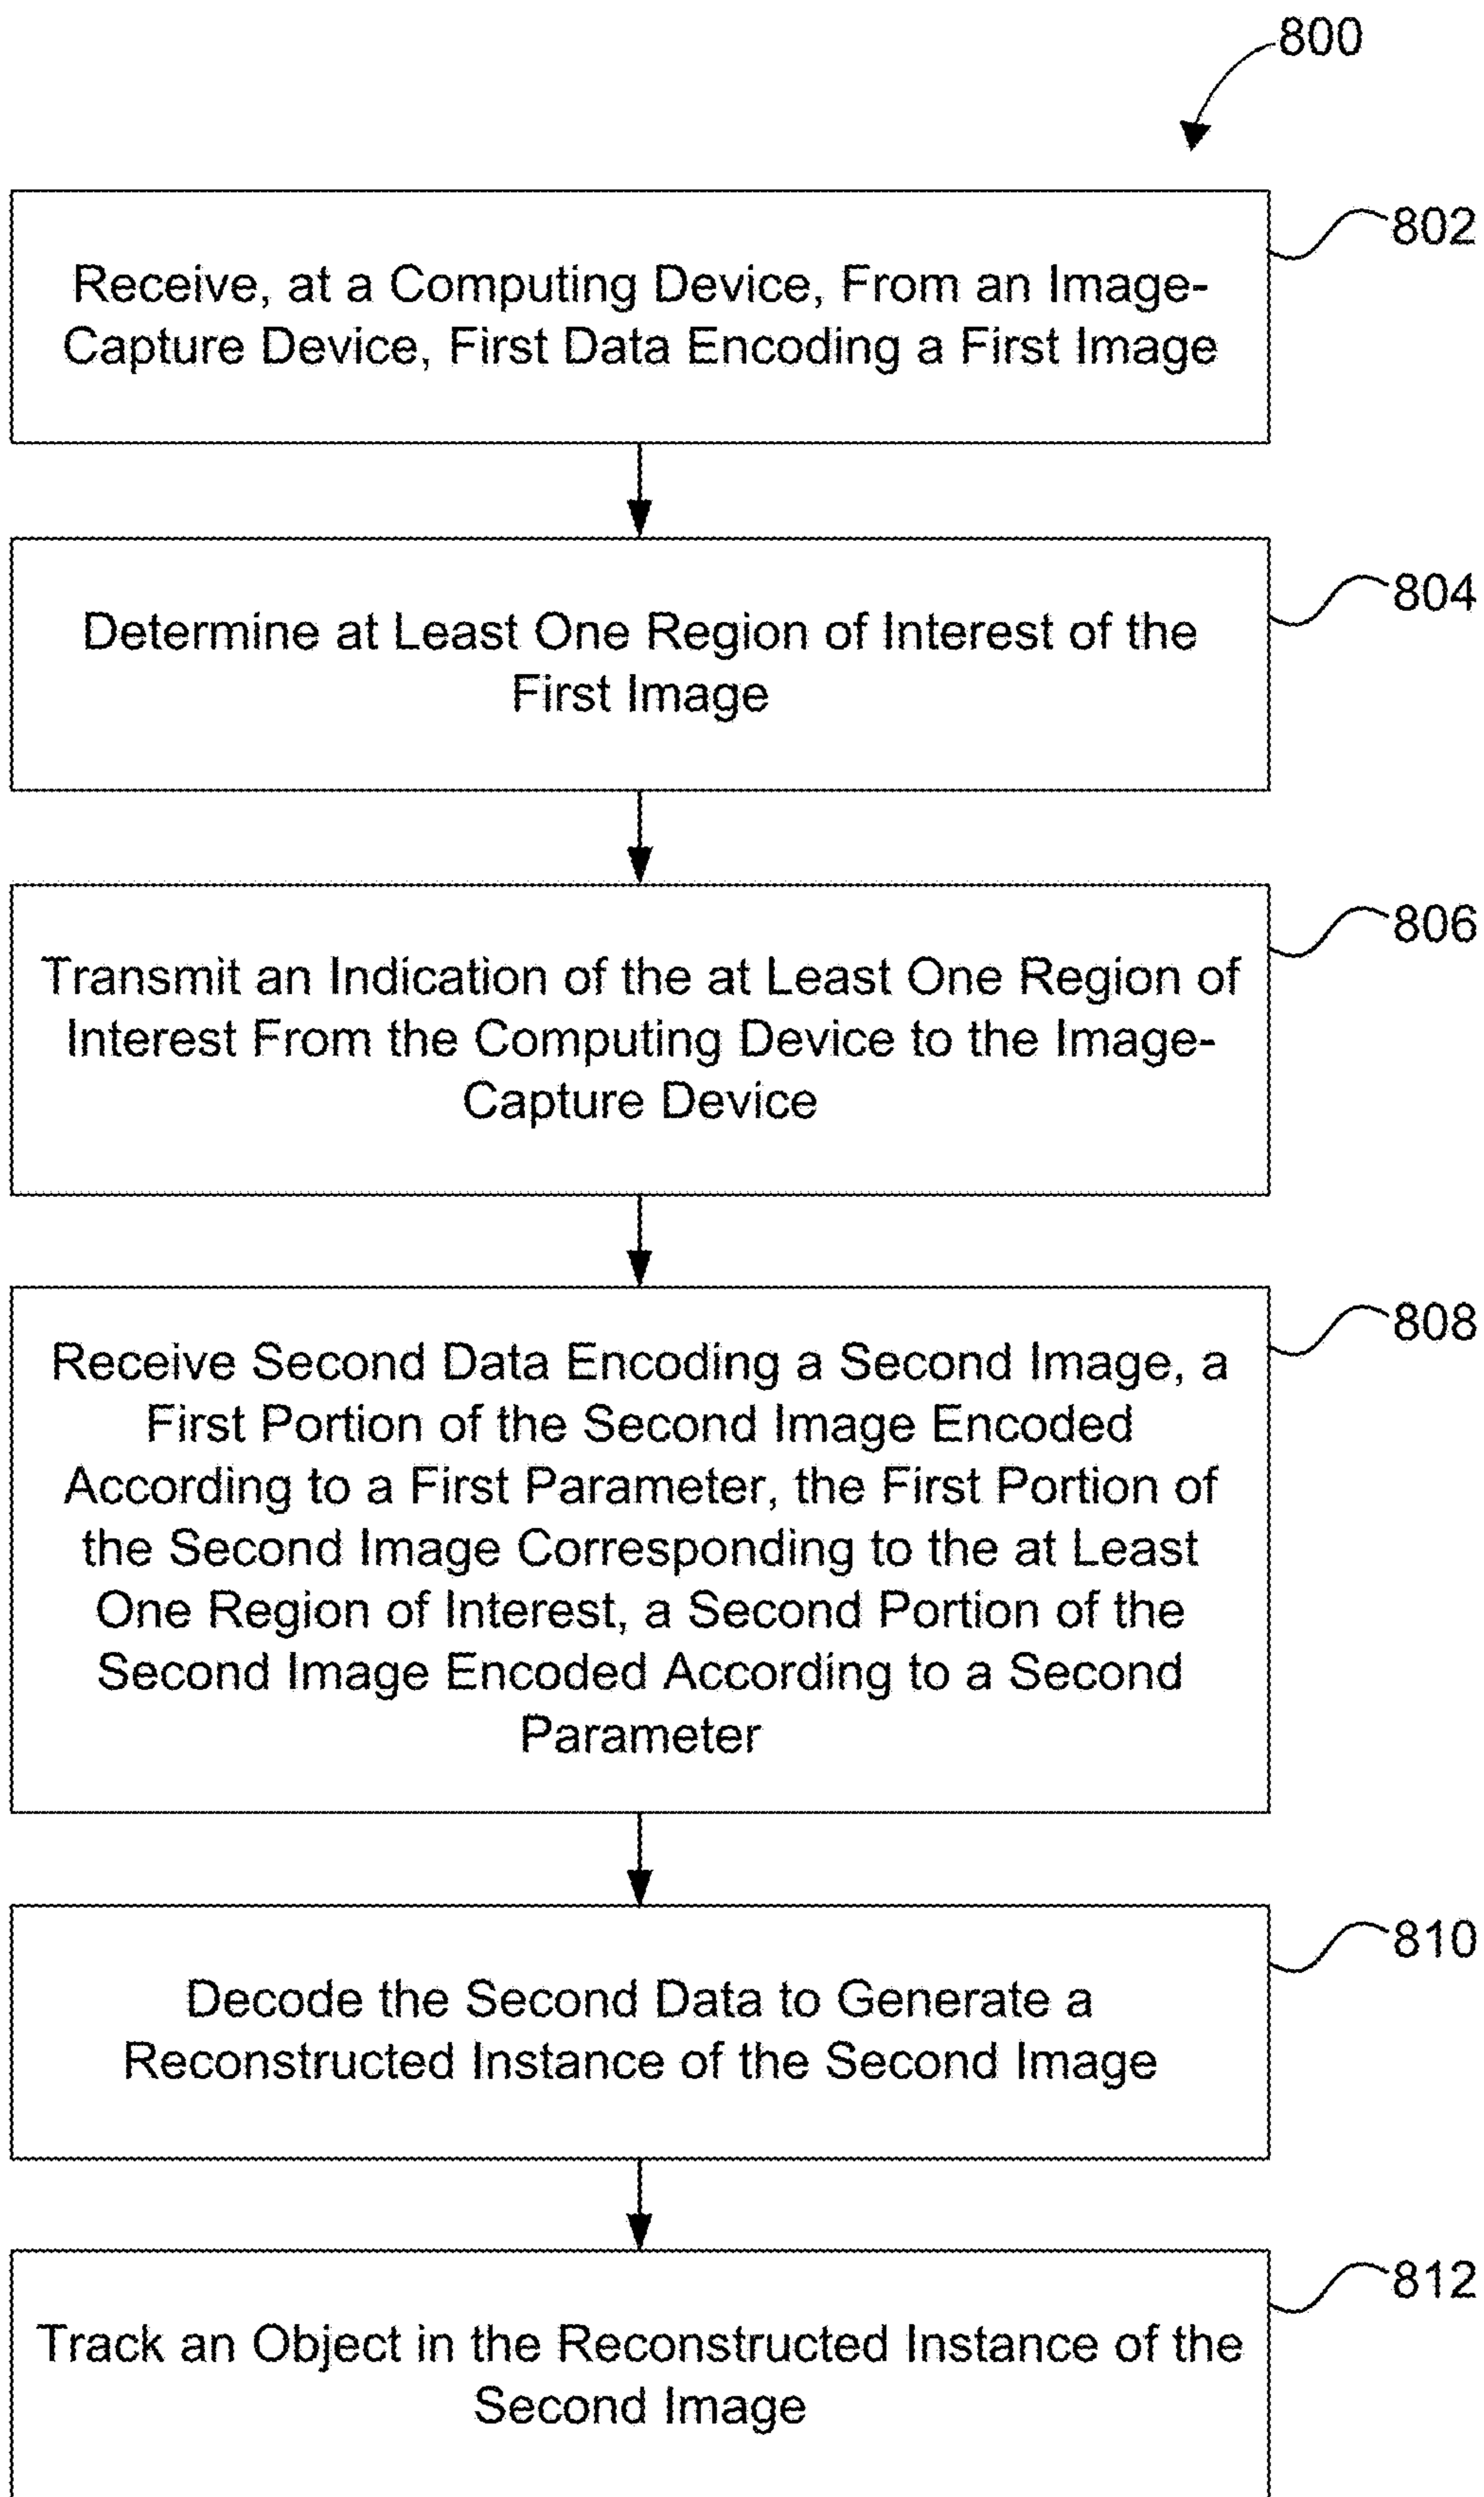 800
802
Receive, at a Computing Device, From an Image-
Capture Device, First Data Encoding a First Image
804
Determine at Least One Region of Interest of the
First Image
806
Transmit an Indication of the at Least One Region of
Interest From the Computing Device to the Image-
Capture Device
808
Receive Second Data Encoding a Second Image, a
First Portion of the Second Image Encoded
According to a First Parameter, the First Portion of
the Second Image Corresponding to the at Least
One Region of Interest, a Second Portion of the
Second Image Encoded According to a Second
Parameter
810
Decode the Second Data to Generate a
Reconstructed Instance of the Second Image
812
Track an Object in the Reconstructed Instance of the
Second Image